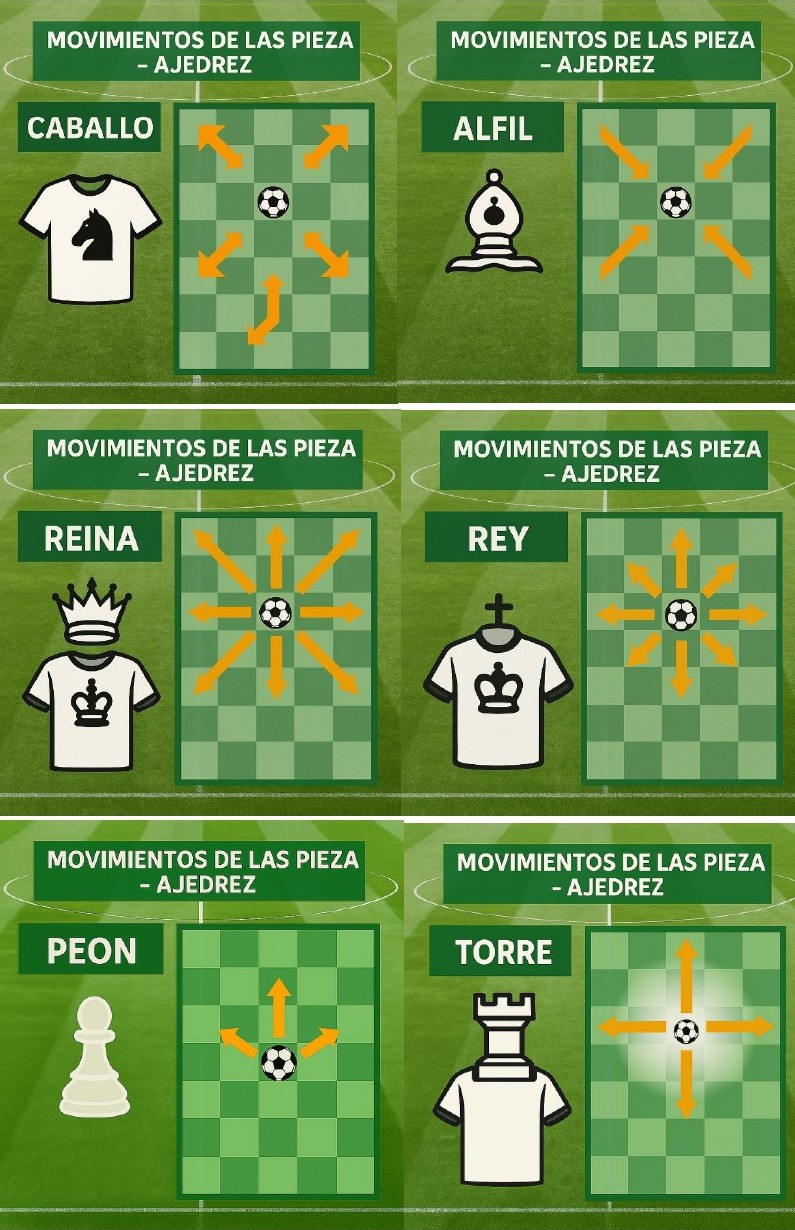 MOVIMIENTOS DE LAS PIEZA
– AJEDREZ
CABALLO
MOVIMIENTOS DE LAS PIEZA
– AJEDREZ
ALFIL
MOVIMIENTOS DE LAS PIEZA
– AJEDREZ
REINA
MOVIMIENTOS DE LAS PIEZA
– AJEDREZ
REY
MOVIMIENTOS DE LAS PIEZA
– AJEDREZ
PEON
MOVIMIENTOS DE LAS PIEZA
– AJEDREZ
TORRE